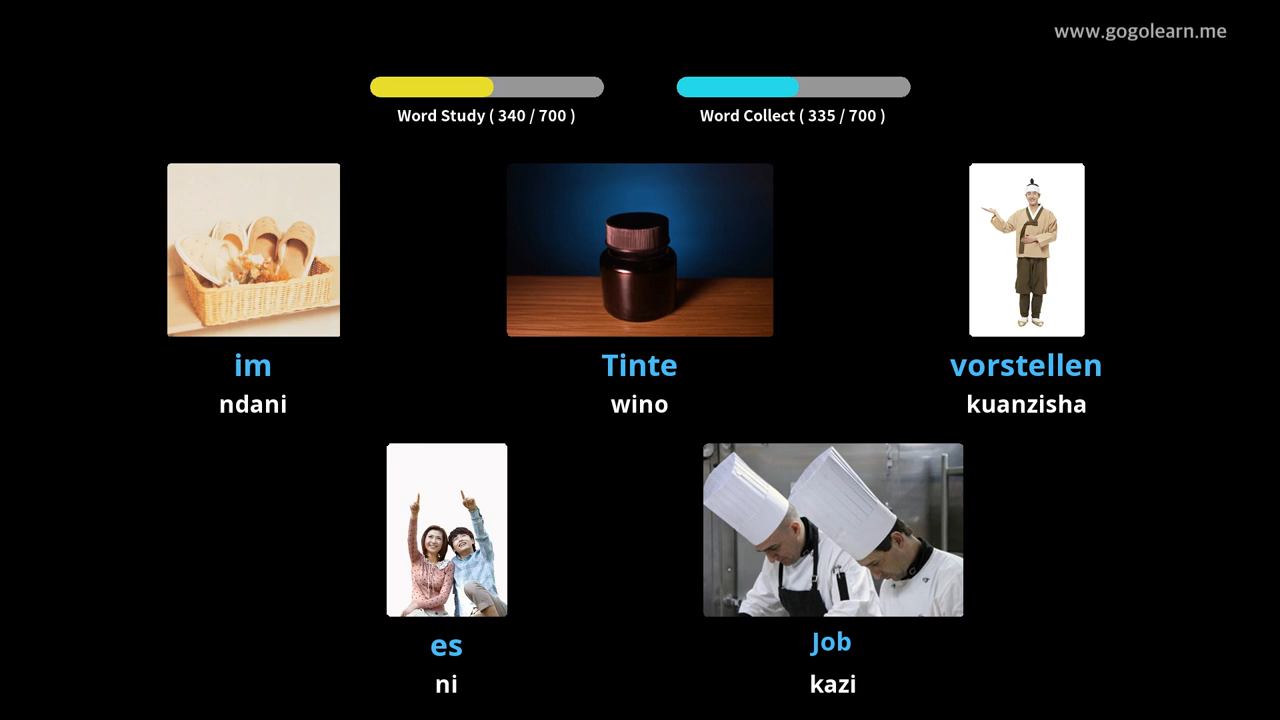 www.gogolearn.me
Word Study ( 340 / 700 )
Word Collect ( 335 / 700 )
im
ndani
Tinte
wino
vorstellen
kuanzisha
es
ni
Job
kazi